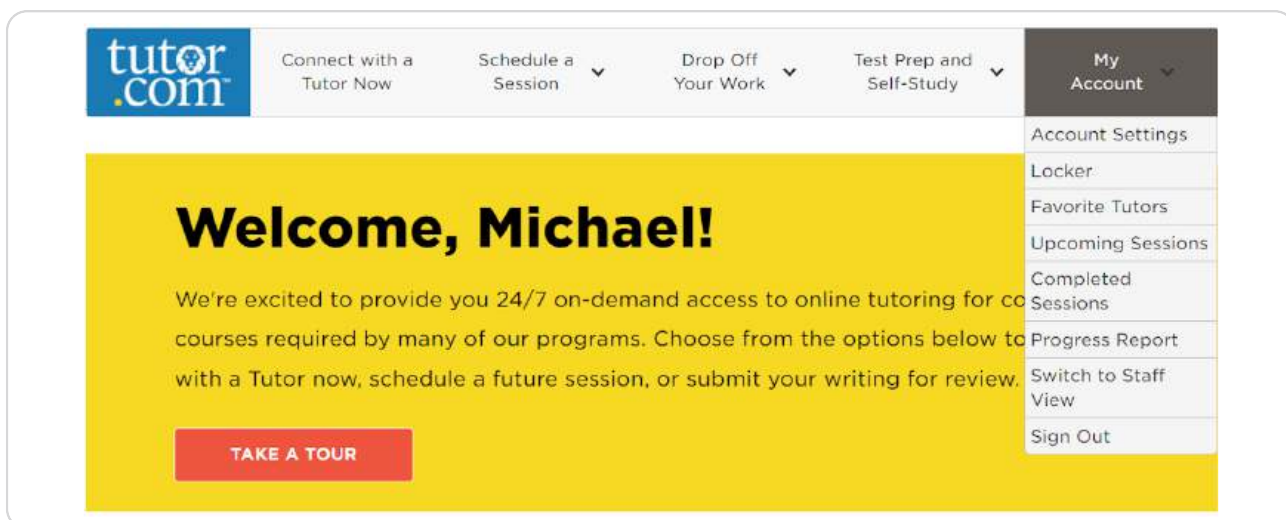 tutor
.com™
Connect with a
Tutor Now
Schedule a
Session
Drop Off
Your Work
Test Prep and
Self-Study
My
Account
Account Settings
Locker
Favorite Tutors
Upcoming Sessions
Completed
Sessions
Progress Report
Switch to Staff
View
Sign Out
Welcome, Michael!
We're excited to provide you 24/7 on-demand access to online tutoring for co
courses required by many of our programs. Choose from the options below to
with a Tutor now, schedule a future session, or submit your writing for review.
TAKE A TOUR